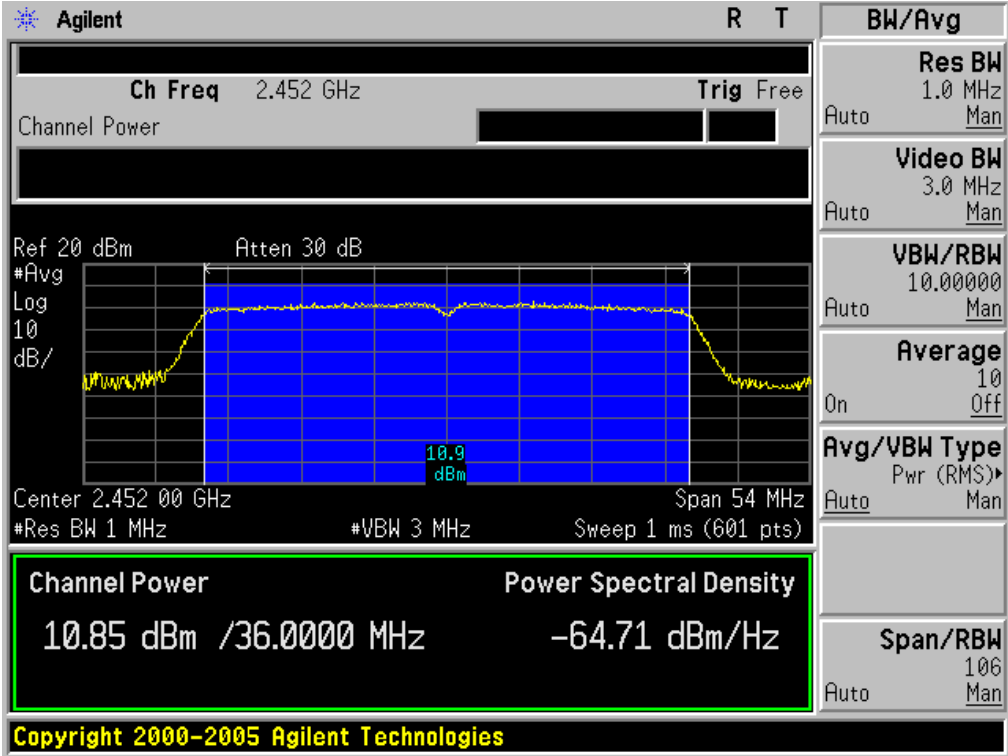 Agilent R T
Ch Freq 2.452 GHz Trig Free
Channel Power
Ref 20 dBm Atten 30 dB
#Avg
Log
10
dB/
10.9
dBm
Center 2.452 00 GHz Span 54 MHz
#Res BW 1 MHz #VBW 3 MHz Sweep 1 ms (601 pts)
Channel Power Power Spectral Density
10.85 dBm /36.0000 MHz -64.71 dBm/Hz
Copyright 2000-2005 Agilent Technologies
BW/Avg
Res BW
1.0 MHz
Auto Man
Video BW
3.0 MHz
Auto Man
VBW/RBW
10.00000
Auto Man
Average
10
On Off
Avg/VBW Type
Pwr (RMS)▸
Auto Man
Span/RBW
106
Auto Man